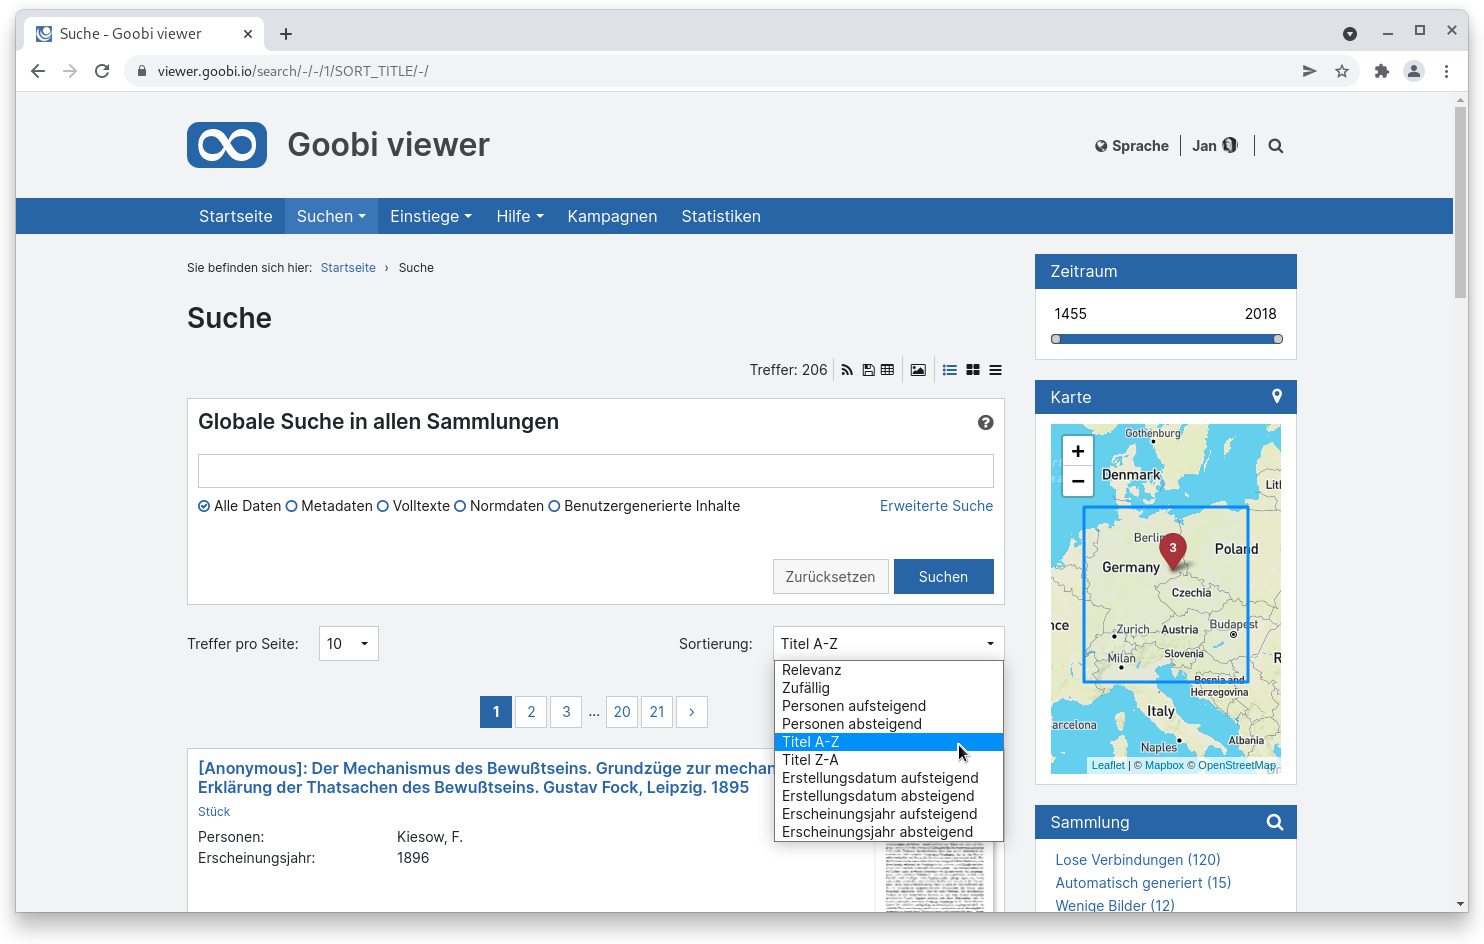 Suche - Goobi viewer
viewer.goobi.io/search/-/-/1/SORT_TITLE/-/
Goobi viewer
Sprache
Jan
Startseite
Suchen
Einstiege
Hilfe
Kampagnen
Statistiken
Sie befinden sich hier: Startseite › Suche
Suche
Treffer: 206
Globale Suche in allen Sammlungen
Alle Daten
Metadaten
Volltexte
Normdaten
Benutzergenerierte Inhalte
Erweiterte Suche
Zurücksetzen
Suchen
Treffer pro Seite: 10
Sortierung: Titel A-Z
Relevanz
Zufällig
Personen aufsteigend
Personen absteigend
Titel A-Z
Titel Z-A
Erstellungsdatum aufsteigend
Erstellungsdatum absteigend
Erscheinungsjahr aufsteigend
Erscheinungsjahr absteigend
1 2 3 ... 20 21 ›
[Anonymous]: Der Mechanismus des Bewußtseins. Grundzüge zur mechan
Erklärung der Thatsachen des Bewußtseins. Gustav Fock, Leipzig. 1895
Stück
Personen: Kiesow, F.
Erscheinungsjahr: 1896
Zeitraum
1455 2018
Karte
+
−
Gothenburg
Denmark
Lith
Berlin
3
Poland
Germany
Czechia
nce
Zurich
Austria
Budapest
Milan
Slovenia
R
Bosnia and
Herzegovina
Italy
arcelona
Albania
Naples
Leaflet | © Mapbox © OpenStreetMap
Sammlung
Lose Verbindungen (120)
Automatisch generiert (15)
Wenige Bilder (12)